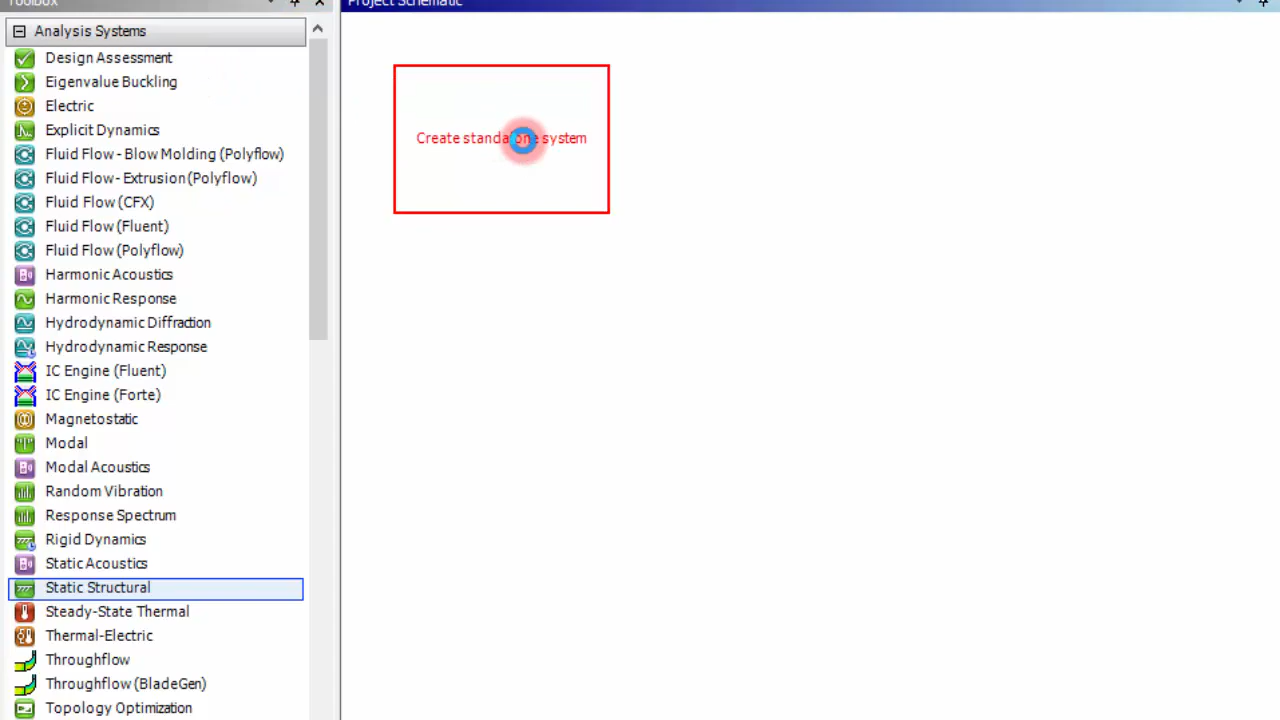 Toolbox
Project Schematic
Analysis Systems
Design Assessment
Eigenvalue Buckling
Electric
Explicit Dynamics
Fluid Flow - Blow Molding (Polyflow)
Fluid Flow- Extrusion (Polyflow)
Fluid Flow (CFX)
Fluid Flow (Fluent)
Fluid Flow (Polyflow)
Harmonic Acoustics
Harmonic Response
Hydrodynamic Diffraction
Hydrodynamic Response
IC Engine (Fluent)
IC Engine (Forte)
Magnetostatic
Modal
Modal Acoustics
Random Vibration
Response Spectrum
Rigid Dynamics
Static Acoustics
Static Structural
Steady-State Thermal
Thermal-Electric
Throughflow
Throughflow (BladeGen)
Topology Optimization
Create standalone system